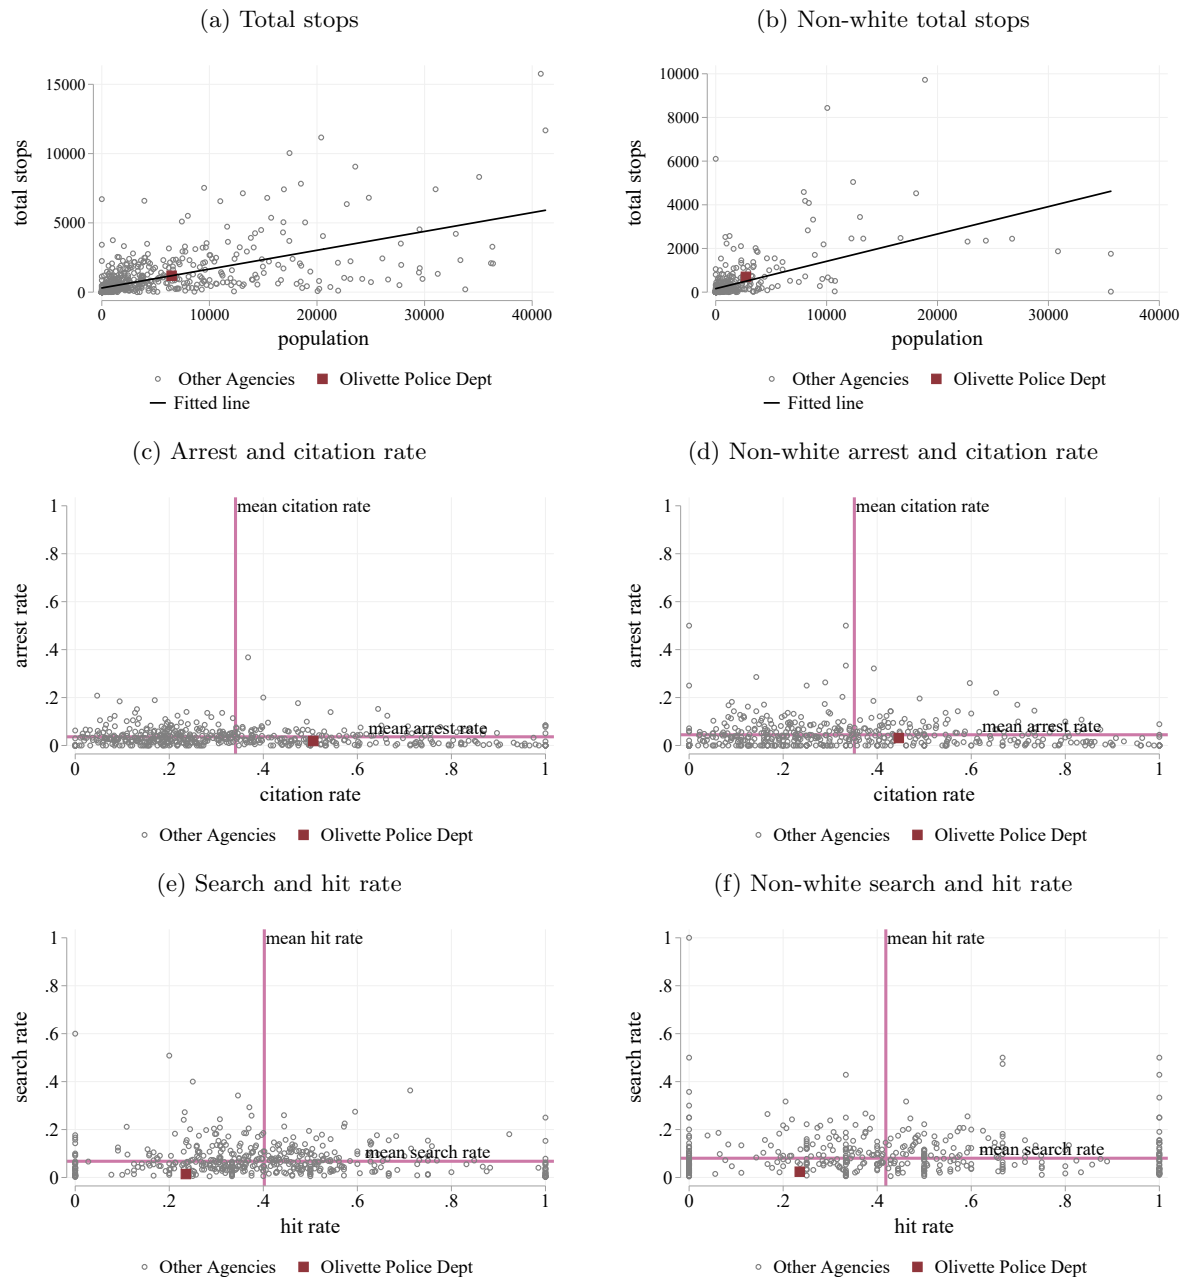 (a) Total stops
(b) Non-white total stops
total stops
15000
10000
5000
0
0 10000 20000 30000 40000
population
Other Agencies Olivette Police Dept
Fitted line
total stops
10000
8000
6000
4000
2000
0
0 10000 20000 30000 40000
population
Other Agencies Olivette Police Dept
Fitted line
(c) Arrest and citation rate
(d) Non-white arrest and citation rate
arrest rate
1
.8
.6
.4
.2
0
mean citation rate
mean arrest rate
0 .2 .4 .6 .8 1
citation rate
Other Agencies Olivette Police Dept
arrest rate
1
.8
.6
.4
.2
0
mean citation rate
mean arrest rate
0 .2 .4 .6 .8 1
citation rate
Other Agencies Olivette Police Dept
(e) Search and hit rate
(f) Non-white search and hit rate
search rate
1
.8
.6
.4
.2
0
mean hit rate
mean search rate
0 .2 .4 .6 .8 1
hit rate
Other Agencies Olivette Police Dept
search rate
1
.8
.6
.4
.2
0
mean hit rate
mean search rate
0 .2 .4 .6 .8 1
hit rate
Other Agencies Olivette Police Dept